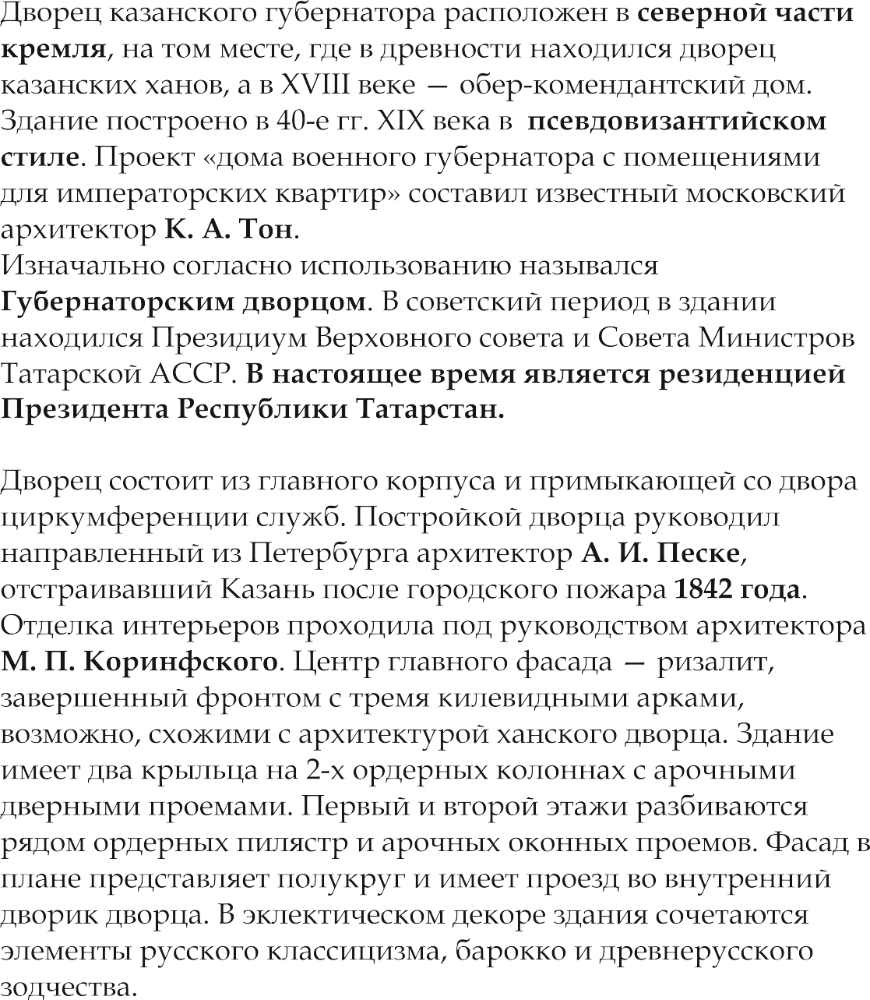 Дворец казанского губернатора расположен в северной части
кремля, на том месте, где в древности находился дворец
казанских ханов, а в XVIII веке — обер-комендантский дом.
Здание построено в 40-е гг. XIX века в  псевдовизантийском
стиле. Проект «дома военного губернатора с помещениями
для императорских квартир» составил известный московский
архитектор К. А. Тон.
Изначально согласно использованию назывался
Губернаторским дворцом. В советский период в здании
находился Президиум Верховного совета и Совета Министров
Татарской АССР. В настоящее время является резиденцией
Президента Республики Татарстан.

Дворец состоит из главного корпуса и примыкающей со двора
циркумференции служб. Постройкой дворца руководил
направленный из Петербурга архитектор А. И. Песке,
отстраивавший Казань после городского пожара 1842 года.
Отделка интерьеров проходила под руководством архитектора
М. П. Коринфского. Центр главного фасада — ризалит,
завершенный фронтом с тремя килевидными арками,
возможно, схожими с архитектурой ханского дворца. Здание
имеет два крыльца на 2-х ордерных колоннах с арочными
дверными проемами. Первый и второй этажи разбиваются
рядом ордерных пилястр и арочных оконных проемов. Фасад в
плане представляет полукруг и имеет проезд во внутренний
дворик дворца. В эклектическом декоре здания сочетаются
элементы русского классицизма, барокко и древнерусского
зодчества.